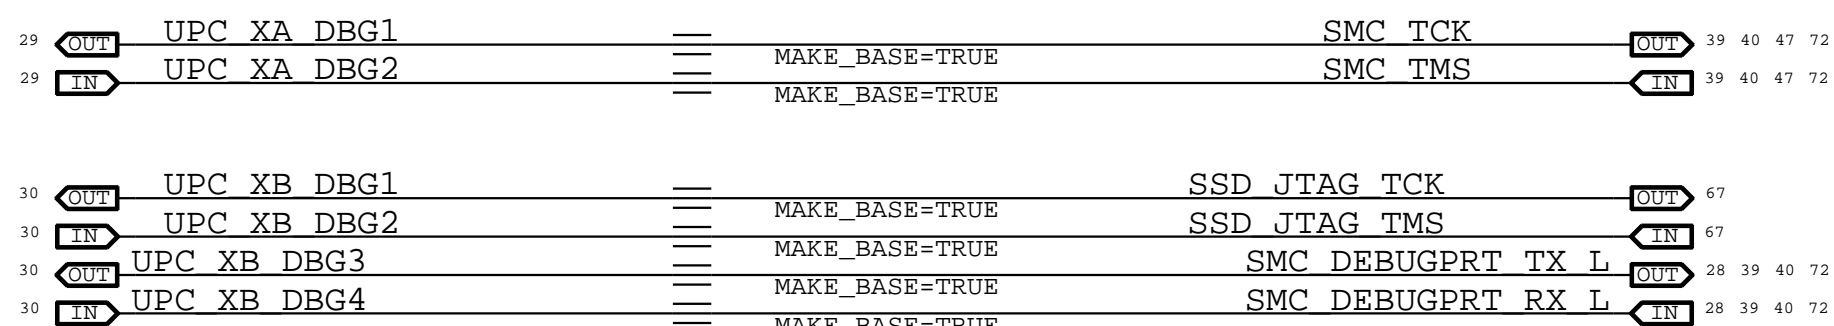 29 OUT UPC_XA_DBG1 SMC_TCK OUT 39 40 47 72
MAKE_BASE=TRUE
29 IN UPC_XA_DBG2 SMC_TMS IN 39 40 47 72
MAKE_BASE=TRUE
30 OUT UPC_XB_DBG1 SSD_JTAG_TCK OUT 67
MAKE_BASE=TRUE
30 IN UPC_XB_DBG2 SSD_JTAG_TMS IN 67
MAKE_BASE=TRUE
30 OUT UPC_XB_DBG3 SMC_DEBUGPRT_TX_L OUT 28 39 40 72
MAKE_BASE=TRUE
30 IN UPC_XB_DBG4 SMC_DEBUGPRT_RX_L IN 28 39 40 72
MAKE_BASE=TRUE